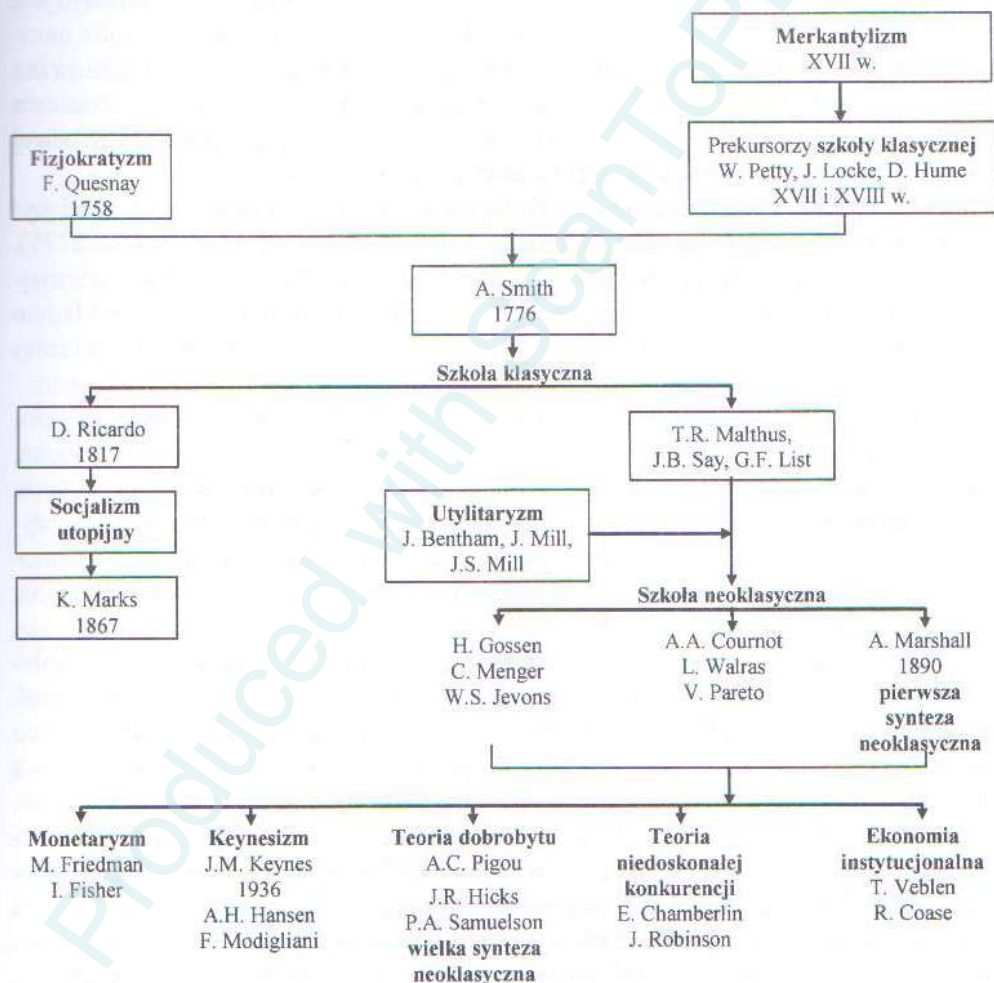 Merkantylizm
XVII w.
Fizjokratyzm
F. Quesnay
1758
Prekursorzy szkoły klasycznej
W. Petty, J. Locke, D. Hume
XVII i XVIII w.
A. Smith
1776
Szkoła klasyczna
D. Ricardo
1817
T.R. Malthus,
J.B. Say, G.F. List
Socjalizm
utopijny
Utylitaryzm
J. Bentham, J. Mill,
J.S. Mill
K. Marks
1867
Szkoła neoklasyczna
H. Gossen
C. Menger
W.S. Jevons
A.A. Cournot
L. Walras
V. Pareto
A. Marshall
1890
pierwsza
synteza
neoklasyczna
Monetaryzm
M. Friedman
I. Fisher
Keynesizm
J.M. Keynes
1936
A.H. Hansen
F. Modigliani
Teoria dobrobytu
A.C. Pigou
J.R. Hicks
P.A. Samuelson
wielka synteza
neoklasyczna
Teoria
niedoskonałej
konkurencji
E. Chamberlin
J. Robinson
Ekonomia
instytucjonalna
T. Veblen
R. Coase
Produced with ScanToP